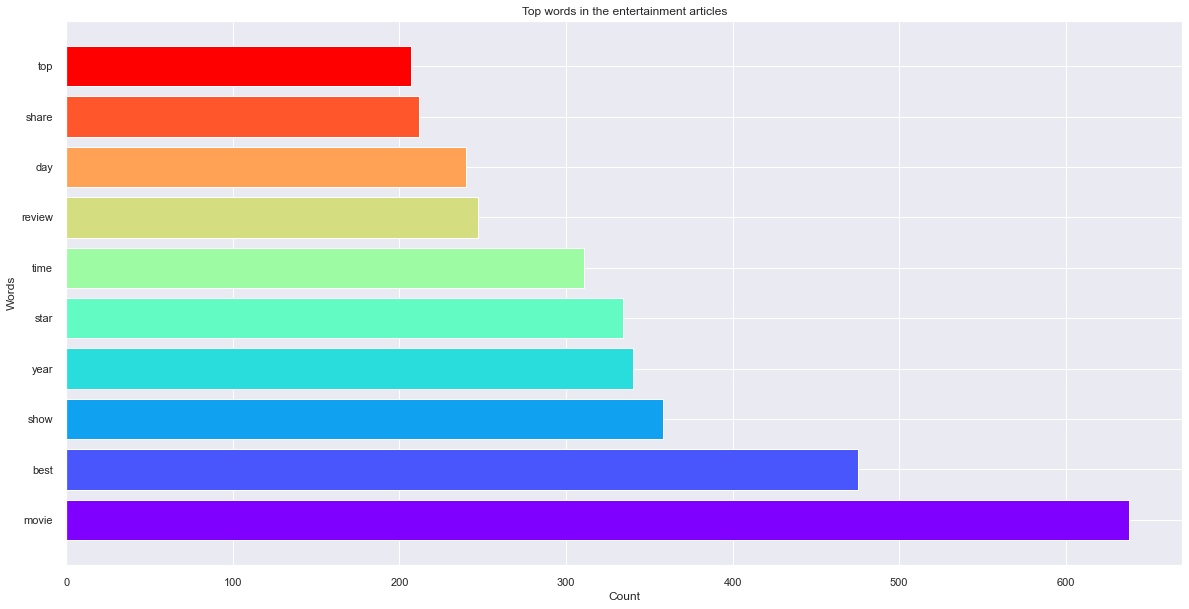 Top words in the entertainment articles
top
share
day
review
time
star
year
show
best
movie
Words
0 100 200 300 400 500 600
Count